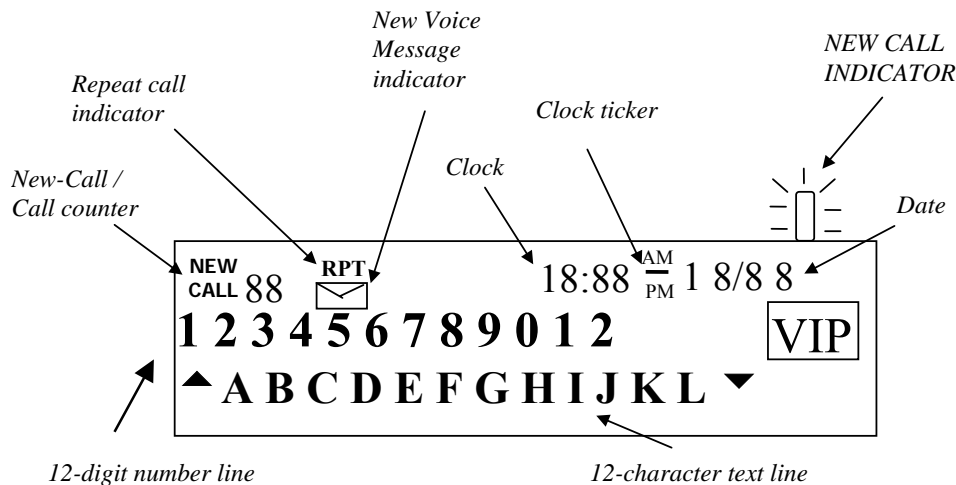 New Voice
Message
indicator
NEW CALL
INDICATOR
Repeat call
indicator
Clock ticker
Clock
New-Call /
Call counter
Date
NEW
CALL 88
RPT
18:88 AM
PM 1 8/8 8
1 2 3 4 5 6 7 8 9 0 1 2
VIP
A B C D E F G H I J K L
12-digit number line
12-character text line